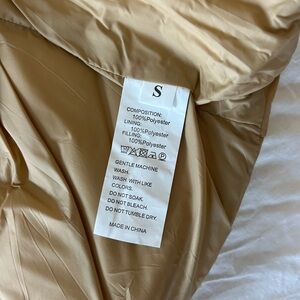 S
COMPOSITION:
100%Polyester
LINING:
100%Polyester
FILLING:
100%Polyester
GENTLE MACHINE
WASH.
WASH WITH LIKE
COLORS.
DO NOT SOAK.
DO NOT BLEACH.
DO NOT TUMBLE DRY.
MADE IN CHINA